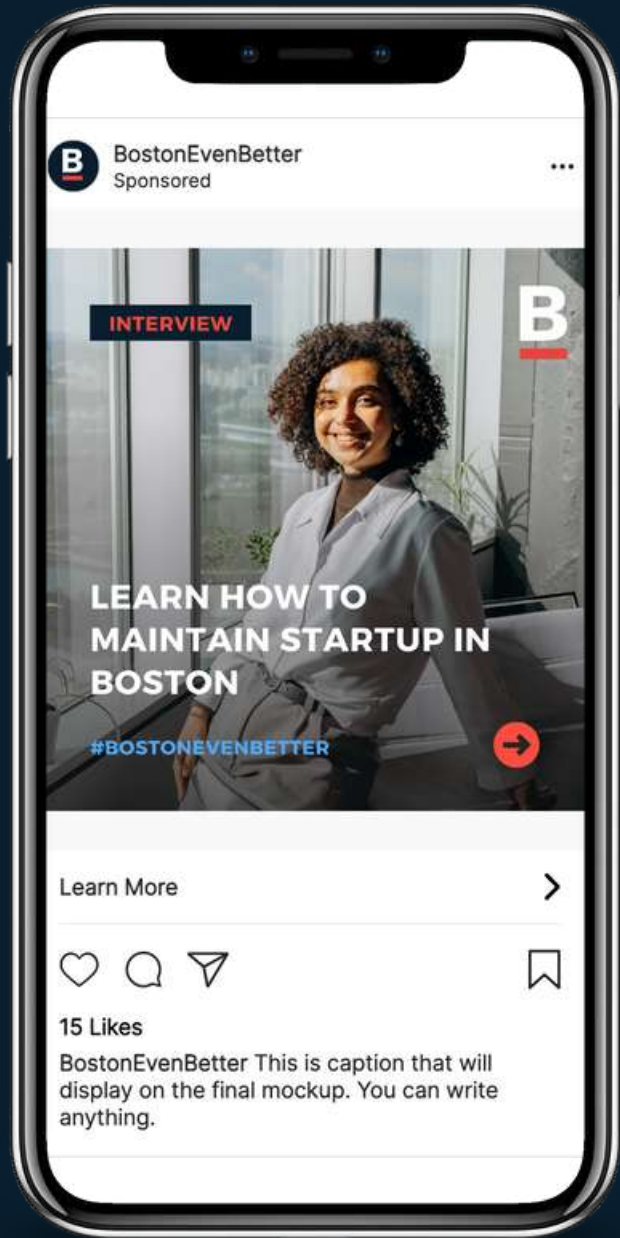 B
BostonEvenBetter
Sponsored
INTERVIEW
B
LEARN HOW TO
MAINTAIN STARTUP IN
BOSTON
#BOSTONEVENBETTER
Learn More
15 Likes
BostonEvenBetter This is caption that will
display on the final mockup. You can write
anything.